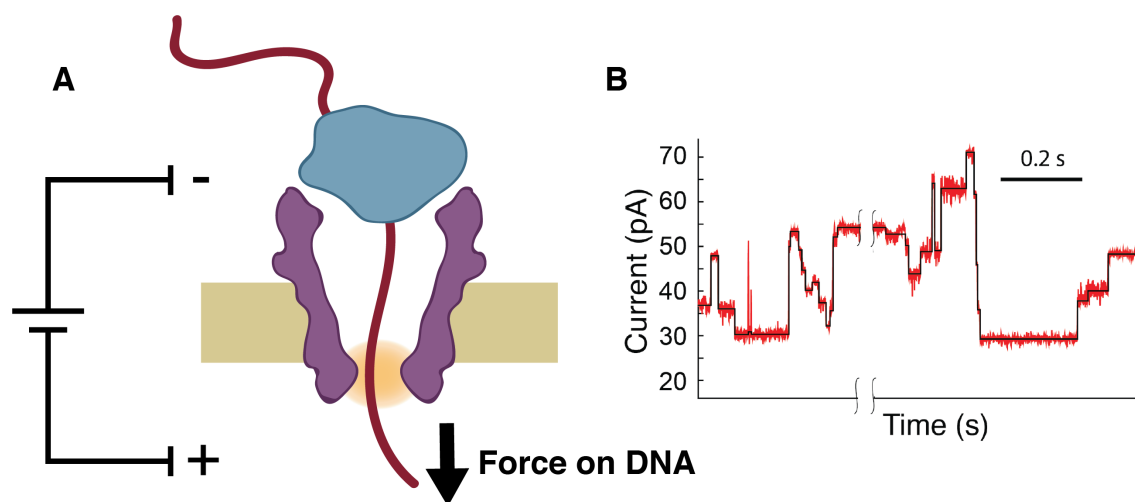 A
-
+
Force on DNA
B
Current (pA)
70
60
50
40
30
20
0.2 s
Time (s)